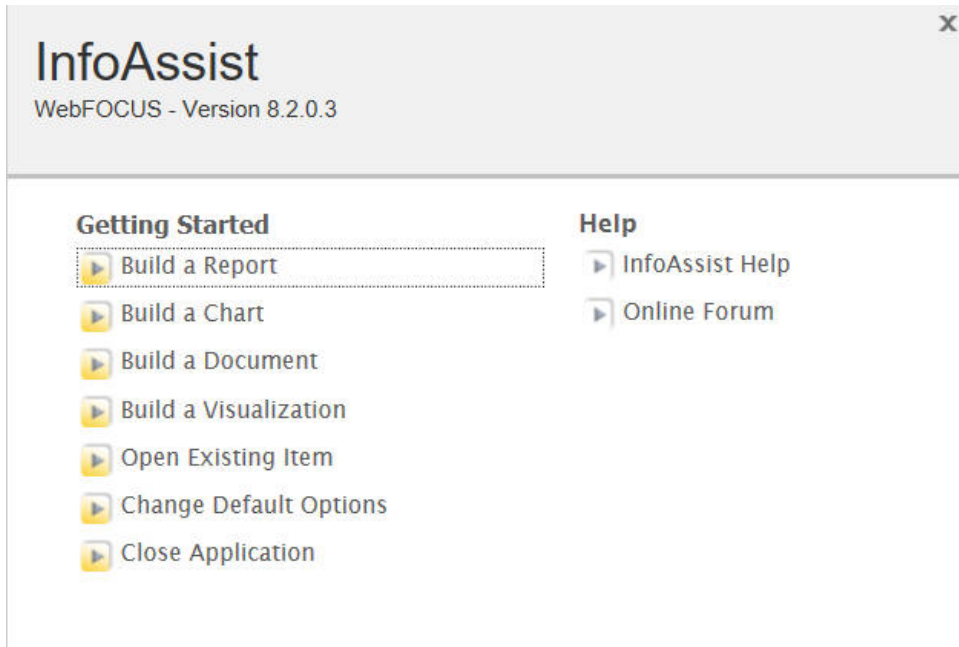 x
InfoAssist
WebFOCUS - Version 8.2.0.3
Getting Started
Build a Report
Build a Chart
Build a Document
Build a Visualization
Open Existing Item
Change Default Options
Close Application
Help
InfoAssist Help
Online Forum